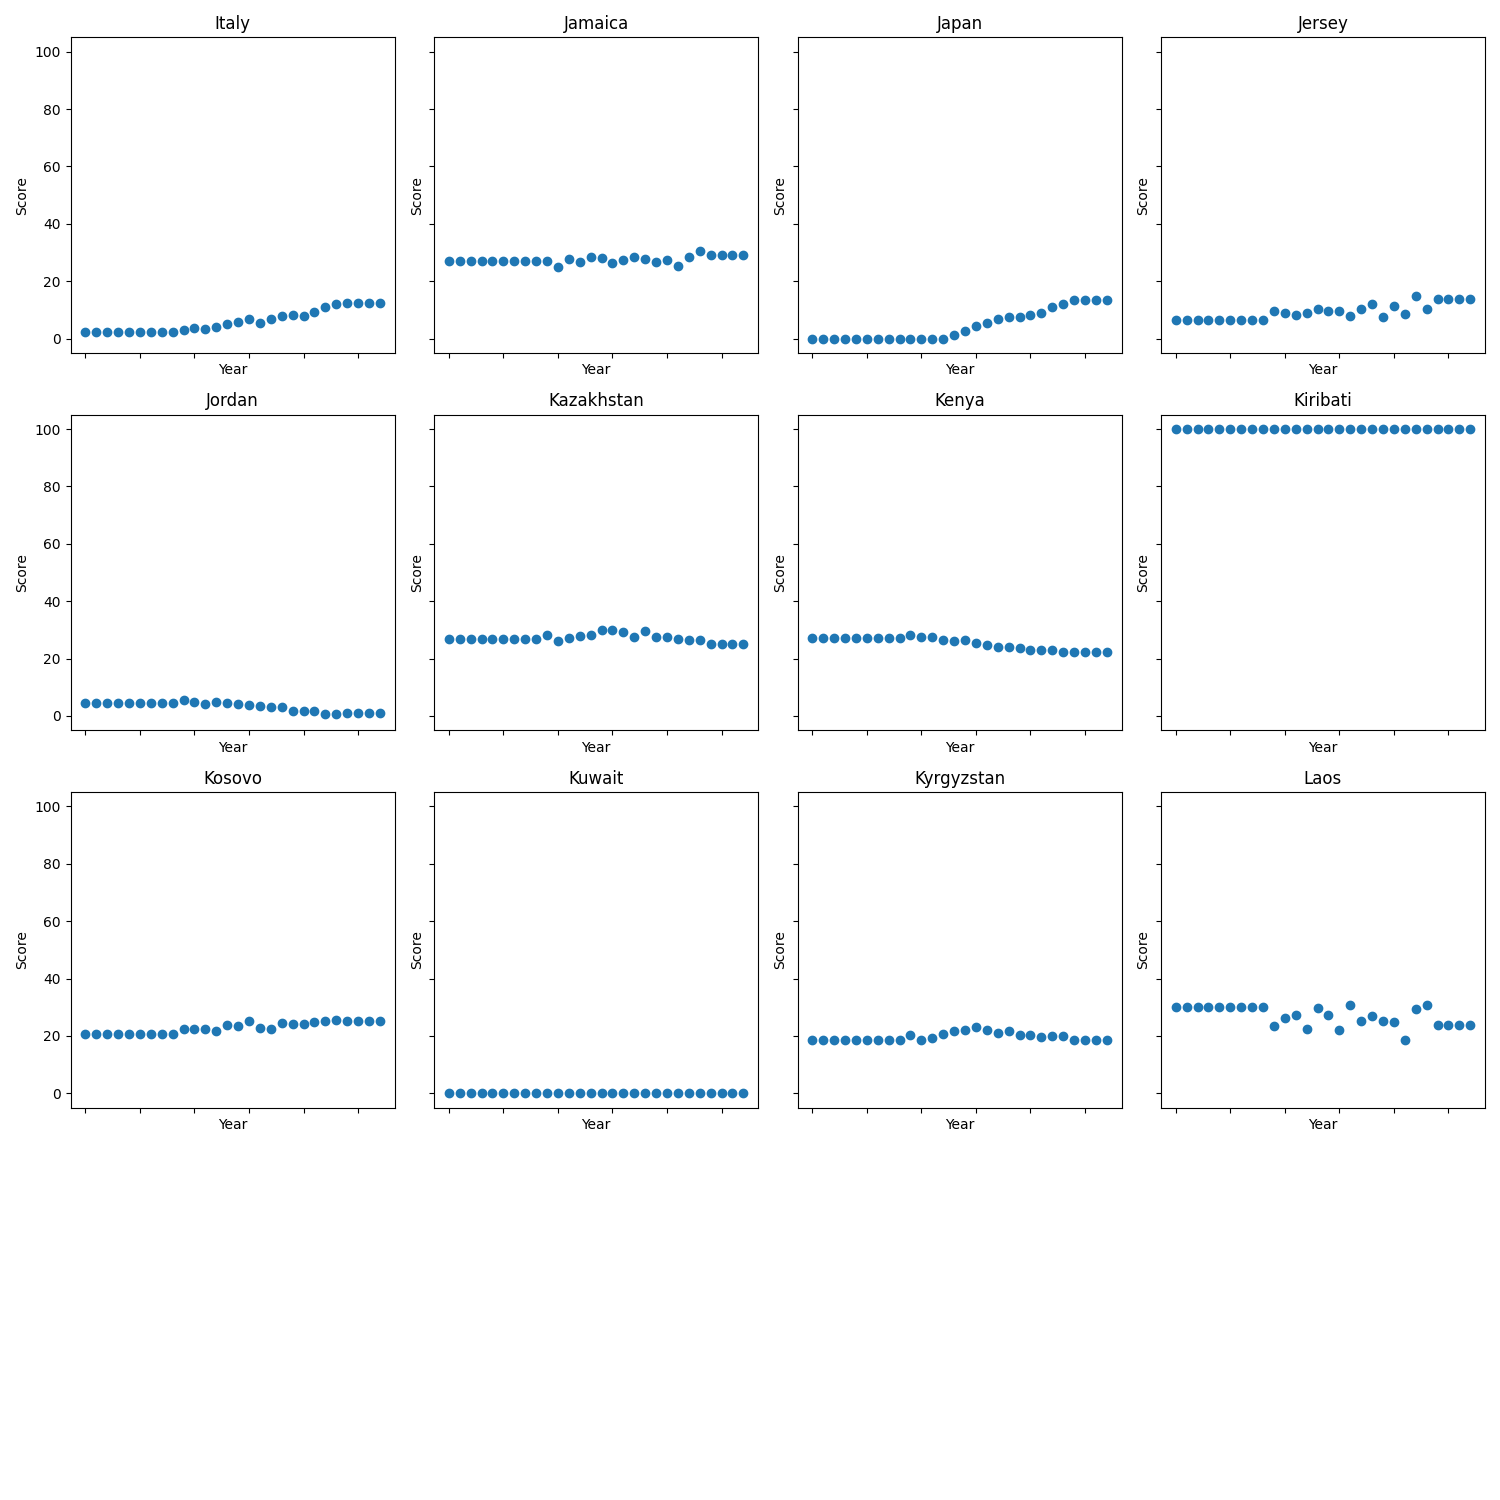 Italy Jamaica Japan Jersey
100
80
60
40
20
0
Score Score Score Score
Year Year Year Year
Jordan Kazakhstan Kenya Kiribati
100
80
60
40
20
0
Score Score Score Score
Year Year Year Year
Kosovo Kuwait Kyrgyzstan Laos
100
80
60
40
20
0
Score Score Score Score
Year Year Year Year